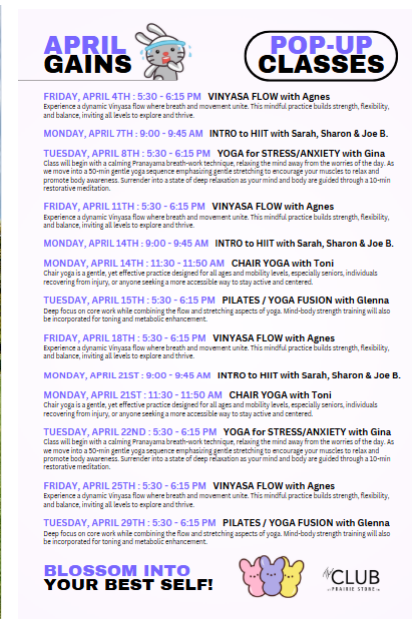 APRIL
GAINS
POP-UP
CLASSES
FRIDAY, APRIL 4TH : 5:30 - 6:15 PM VINYASA FLOW with Agnes
Experience a dynamic Vinyasa flow where breath and movement unite. This mindful practice builds strength, flexibility,
and balance, inviting all levels to explore and thrive.
MONDAY, APRIL 7TH : 9:00 - 9:45 AM INTRO to HIIT with Sarah, Sharon & Joe B.
TUESDAY, APRIL 8TH : 5:30 - 6:15 PM YOGA for STRESS/ANXIETY with Gina
Class will begin with a calming Pranayama breath-work technique, relaxing the mind away from the worries of the day. As
we move into a 50-min gentle yoga sequence emphasizing gentle stretching to encourage your muscles to relax and
promote body awareness. Surrender into a state of deep relaxation as your mind and body are guided through a 10-min
restorative meditation.
FRIDAY, APRIL 11TH : 5:30 - 6:15 PM VINYASA FLOW with Agnes
Experience a dynamic Vinyasa flow where breath and movement unite. This mindful practice builds strength, flexibility,
and balance, inviting all levels to explore and thrive.
MONDAY, APRIL 14TH : 9:00 - 9:45 AM INTRO to HIIT with Sarah, Sharon & Joe B.
MONDAY, APRIL 14TH : 11:30 - 11:50 AM CHAIR YOGA with Toni
Chair yoga is a gentle, yet effective practice designed for all ages and mobility levels, especially seniors, individuals
recovering from injury, or anyone seeking a more accessible way to stay active and centered.
TUESDAY, APRIL 15TH : 5:30 - 6:15 PM PILATES / YOGA FUSION with Glenna
Deep focus on core work while combining the flow and stretching aspects of yoga. Mind-body strength training will also
be incorporated for toning and metabolic enhancement.
FRIDAY, APRIL 18TH : 5:30 - 6:15 PM VINYASA FLOW with Agnes
Experience a dynamic Vinyasa flow where breath and movement unite. This mindful practice builds strength, flexibility,
and balance, inviting all levels to explore and thrive.
MONDAY, APRIL 21ST : 9:00 - 9:45 AM INTRO to HIIT with Sarah, Sharon & Joe B.
MONDAY, APRIL 21ST : 11:30 - 11:50 AM CHAIR YOGA with Toni
Chair yoga is a gentle, yet effective practice designed for all ages and mobility levels, especially seniors, individuals
recovering from injury, or anyone seeking a more accessible way to stay active and centered.
TUESDAY, APRIL 22ND : 5:30 - 6:15 PM YOGA for STRESS/ANXIETY with Gina
Class will begin with a calming Pranayama breath-work technique, relaxing the mind away from the worries of the day. As
we move into a 50-min gentle yoga sequence emphasizing gentle stretching to encourage your muscles to relax and
promote body awareness. Surrender into a state of deep relaxation as your mind and body are guided through a 10-min
restorative meditation.
FRIDAY, APRIL 25TH : 5:30 - 6:15 PM VINYASA FLOW with Agnes
Experience a dynamic Vinyasa flow where breath and movement unite. This mindful practice builds strength, flexibility,
and balance, inviting all levels to explore and thrive.
TUESDAY, APRIL 29TH : 5:30 - 6:15 PM PILATES / YOGA FUSION with Glenna
Deep focus on core work while combining the flow and stretching aspects of yoga. Mind-body strength training will also
be incorporated for toning and metabolic enhancement.
BLOSSOM INTO
YOUR BEST SELF!
CLUB
PRAIRIE STONE